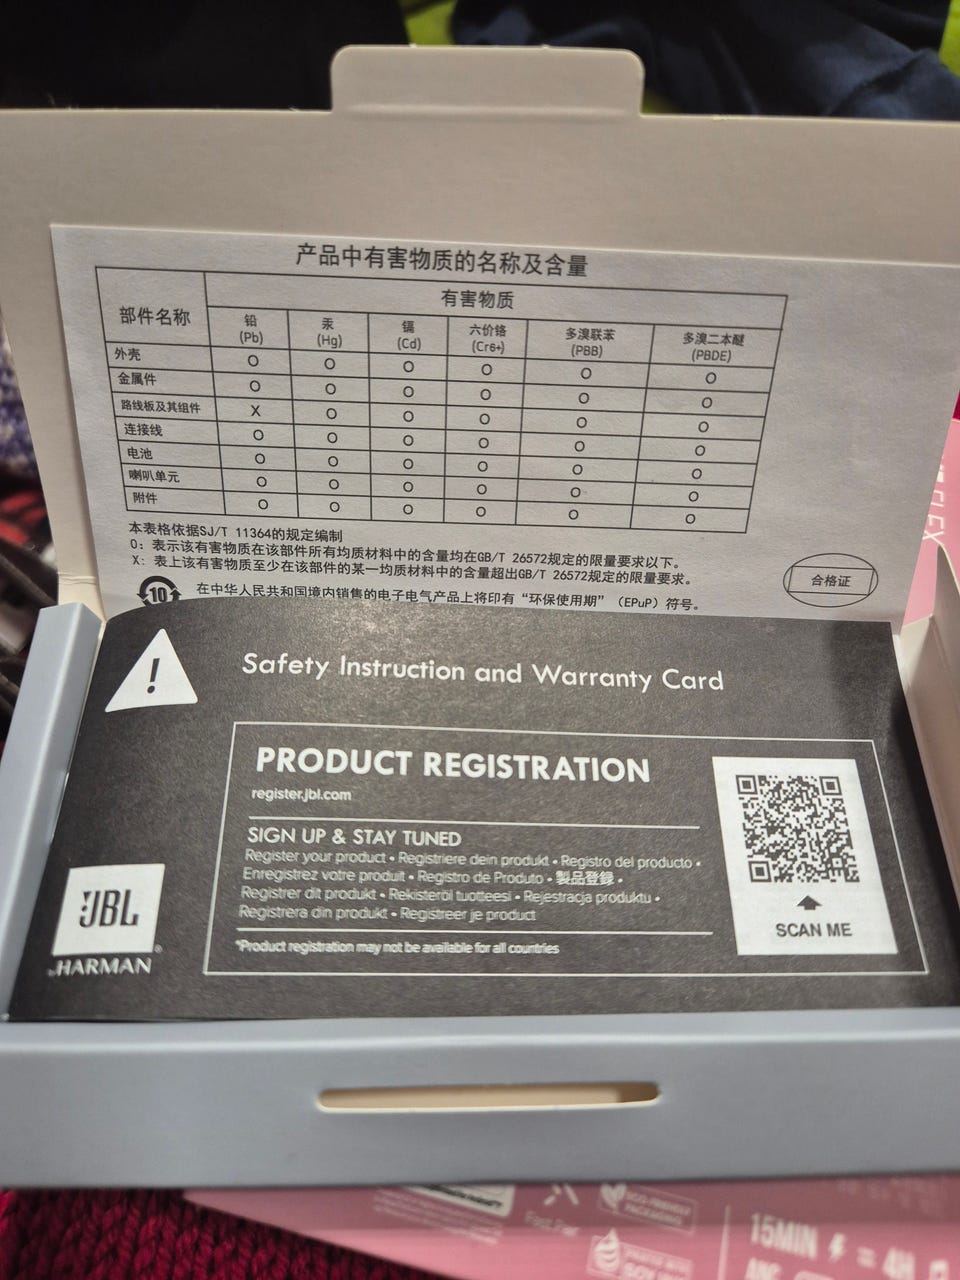 产品中有害物质的名称及含量
部件名称 有害物质
铅 (Pb) 汞 (Hg) 镉 (Cd) 六价铬 (Cr6+) 多溴联苯 (PBB) 多溴二本醚 (PBDE)
外壳 O O O O O O
金属件 O O O O O O
路线板及其组件 X O O O O O
连接线 O O O O O O
电池 O O O O O O
喇叭单元 O O O O O O
附件 O O O O O O
本表格依据SJ/T 11364的规定编制
O: 表示该有害物质在该部件所有均质材料中的含量均在GB/T 26572规定的限量要求以下。
X: 表上该有害物质至少在该部件的某一均质材料中的含量超出GB/T 26572规定的限量要求。
10 在中华人民共和国境内销售的电子电气产品上将印有“环保使用期”（EPuP）符号。
合格证
FLEX
Safety Instruction and Warranty Card
PRODUCT REGISTRATION
register.jbl.com
SIGN UP & STAY TUNED
Register your product • Registriere dein produkt • Registro del producto •
Enregistrez votre produit • Registro de Produto • 製品登録 •
Registrer dit produkt • Rekisteröi tuotteesi • Rejestracja produktu •
Registrera din produkt • Registreer je product
*Product registration may not be available for all countries
SCAN ME
JBL
HARMAN
ECO-FRIENDLY
PACKAGING
15MIN = 4H